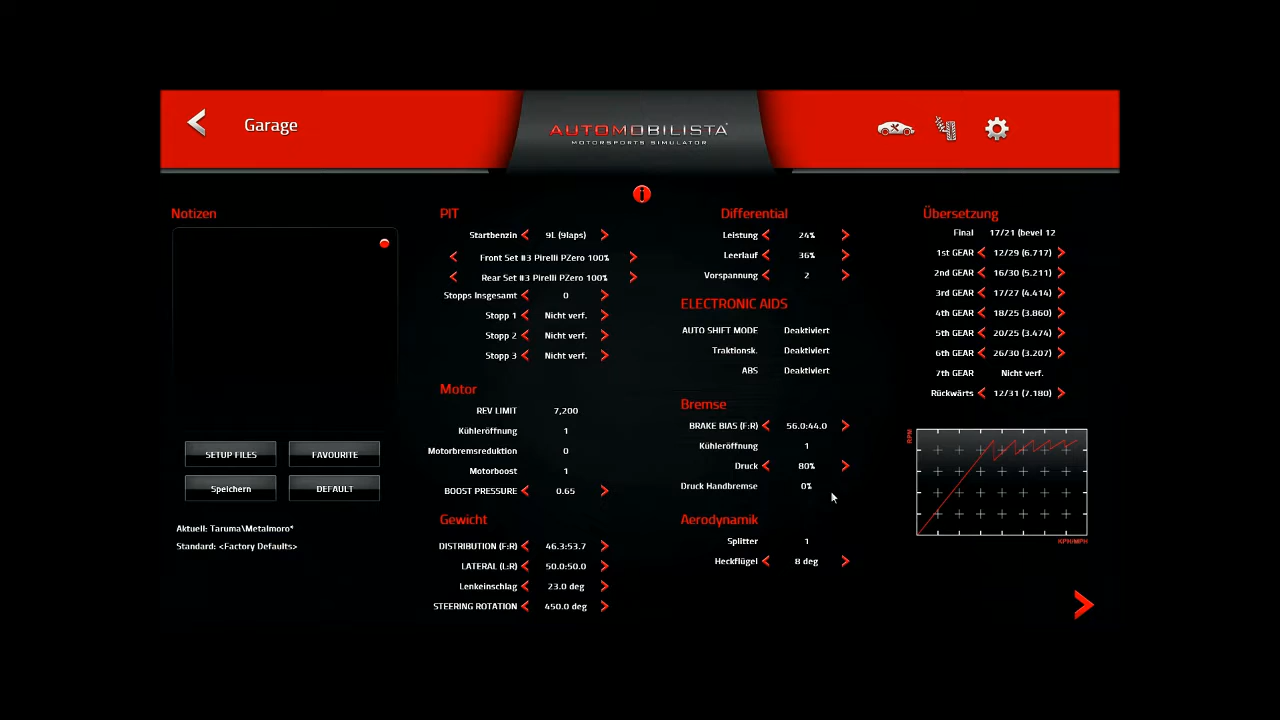 Garage
AUTOMOBILISTA
MOTORSPORTS SIMULATOR
Notizen
SETUP FILES
FAVOURITE
Speichern
DEFAULT
Aktuell: Taruma\Metalmoro*
Standard: <Factory Defaults>
PIT
Startbenzin 9L (9laps)
Front Set #3 Pirelli PZero 100%
Rear Set #3 Pirelli PZero 100%
Stopps Insgesamt 0
Stopp 1 Nicht verf.
Stopp 2 Nicht verf.
Stopp 3 Nicht verf.
Motor
REV LIMIT 7,200
Kühleröffnung 1
Motorbremsreduktion 0
Motorboost 1
BOOST PRESSURE 0.65
Gewicht
DISTRIBUTION (F:R) 46.3:53.7
LATERAL (L:R) 50.0:50.0
Lenkeinschlag 23.0 deg
STEERING ROTATION 450.0 deg
Differential
Leistung 24%
Leerlauf 36%
Vorspannung 2
ELECTRONIC AIDS
AUTO SHIFT MODE Deaktiviert
Traktionsk. Deaktiviert
ABS Deaktiviert
Bremse
BRAKE BIAS (F:R) 56.0:44.0
Kühleröffnung 1
Druck 80%
Druck Handbremse 0%
Aerodynamik
Splitter 1
Heckflügel 8 deg
Übersetzung
Final 17/21 (bevel 12
1st GEAR 12/29 (6.717)
2nd GEAR 16/30 (5.211)
3rd GEAR 17/27 (4.414)
4th GEAR 18/25 (3.860)
5th GEAR 20/25 (3.474)
6th GEAR 26/30 (3.207)
7th GEAR Nicht verf.
Rückwärts 12/31 (7.180)
RPM
KPH/MPH